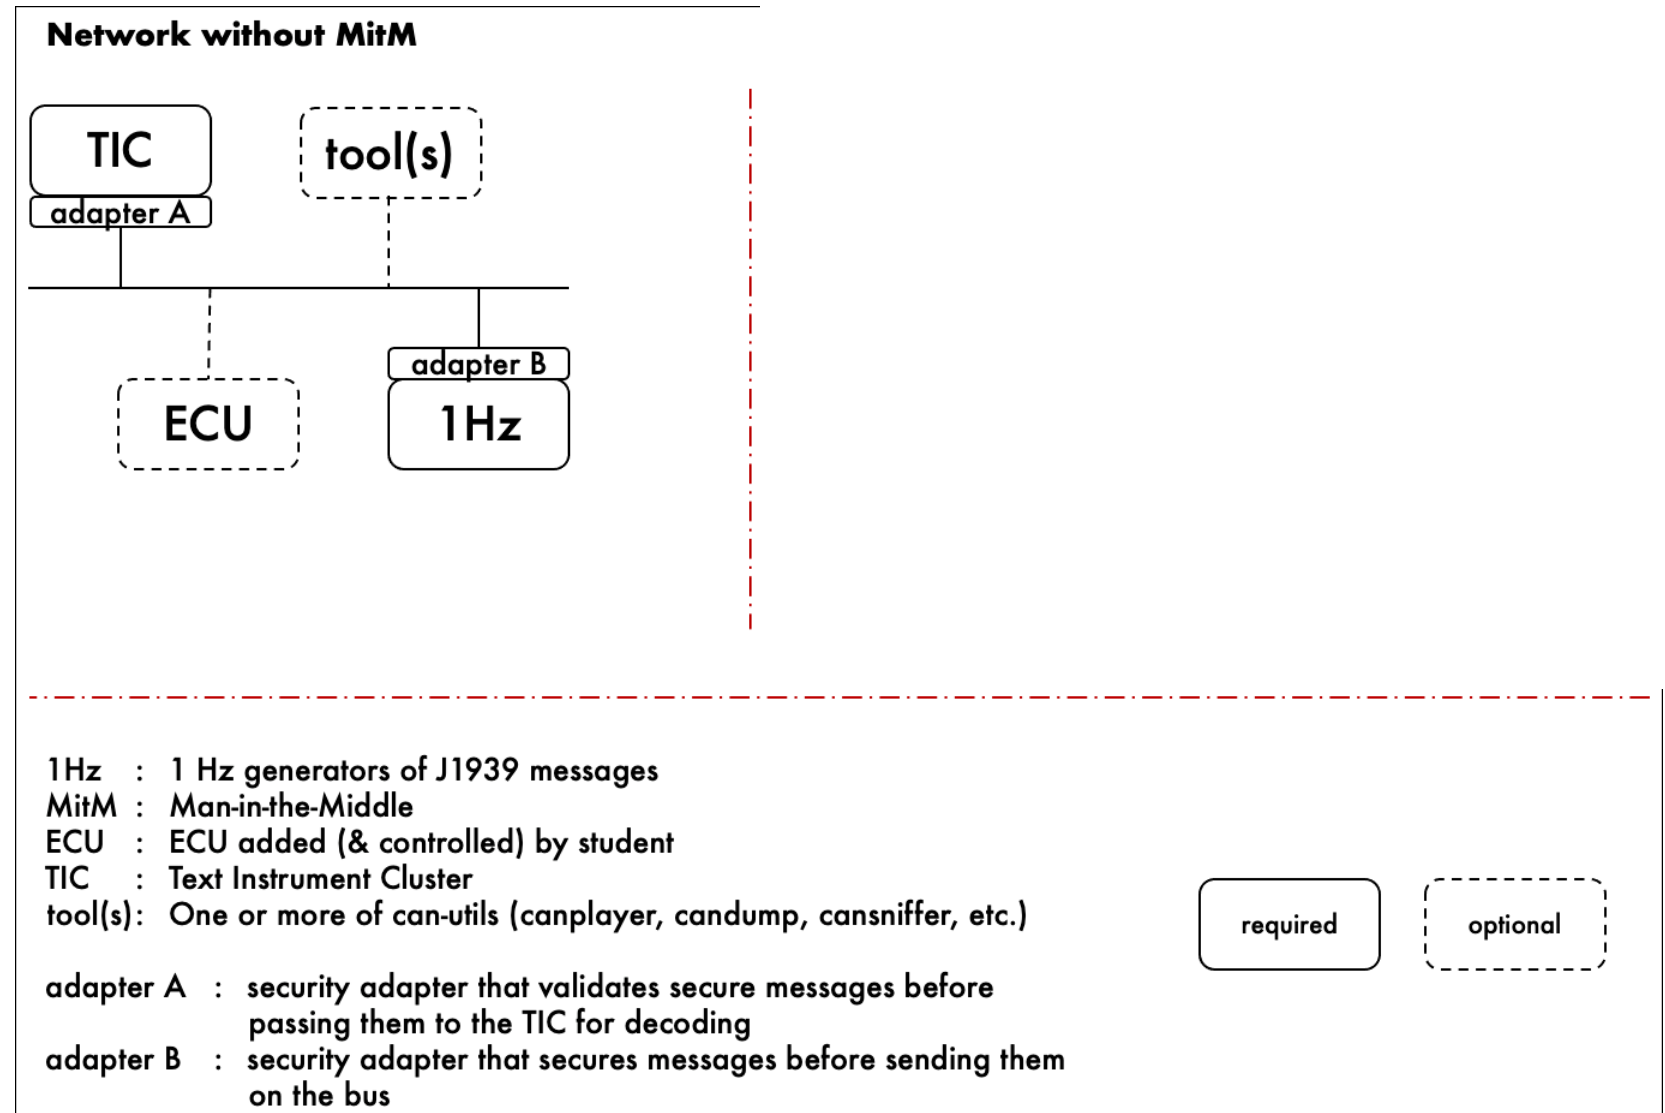 Network without MitM
TIC
tool(s)
adapter A
adapter B
ECU
1Hz
1Hz : 1 Hz generators of J1939 messages
MitM : Man-in-the-Middle
ECU : ECU added (& controlled) by student
TIC : Text Instrument Cluster
tool(s): One or more of can-utils (canplayer, candump, cansniffer, etc.)
required
optional
adapter A : security adapter that validates secure messages before
passing them to the TIC for decoding
adapter B : security adapter that secures messages before sending them
on the bus